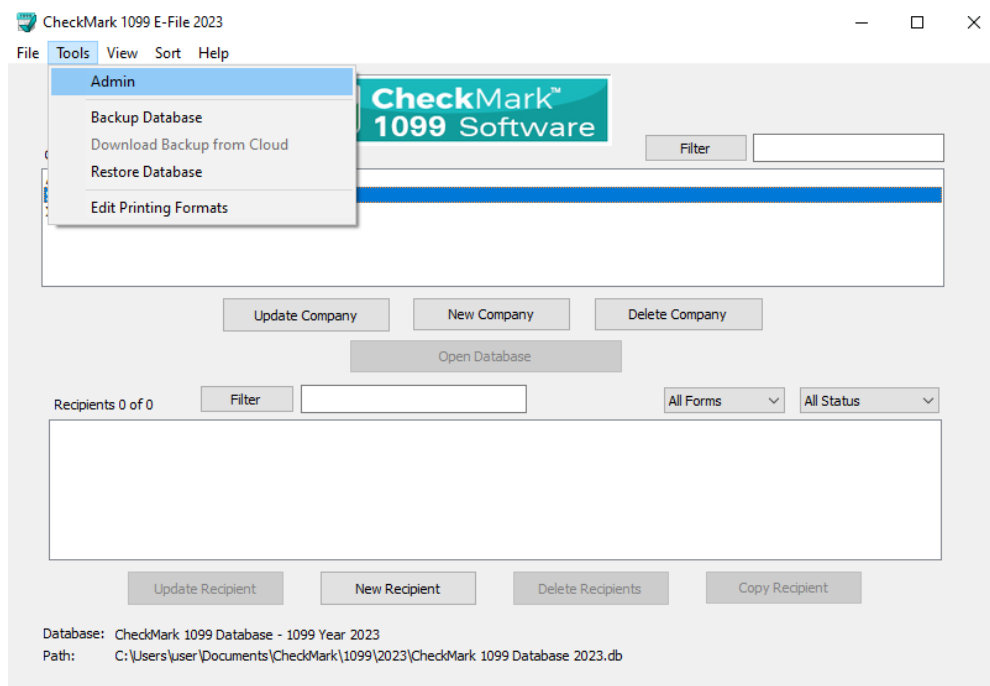 CheckMark 1099 E-File 2023
File Tools View Sort Help
Admin
Backup Database
Download Backup from Cloud
Restore Database
Edit Printing Formats
CheckMark™
1099 Software
Filter
Update Company New Company Delete Company
Open Database
Recipients 0 of 0 Filter All Forms All Status
Update Recipient New Recipient Delete Recipients Copy Recipient
Database: CheckMark 1099 Database - 1099 Year 2023
Path: C:\Users\user\Documents\CheckMark\1099\2023\CheckMark 1099 Database 2023.db